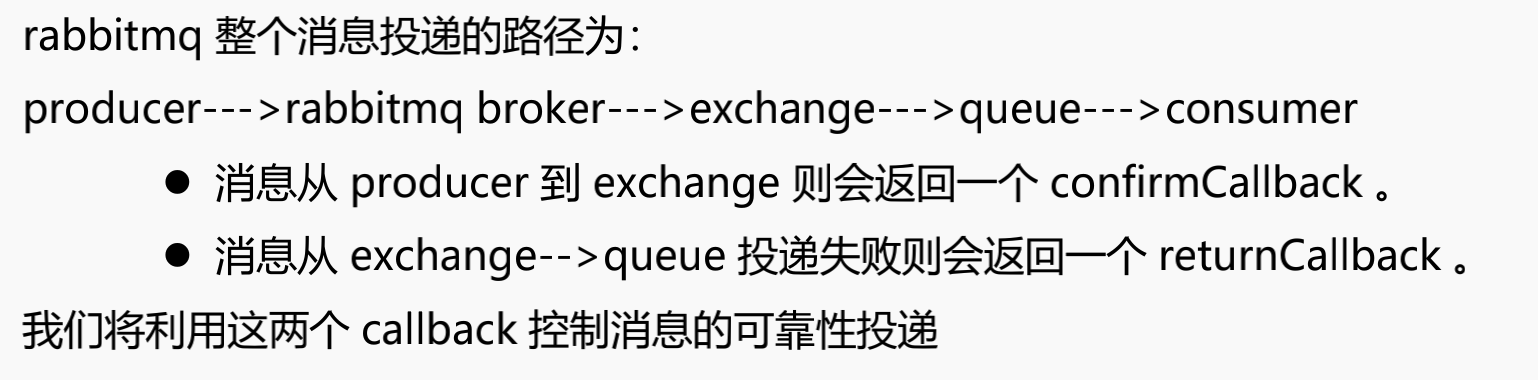 rabbitmq 整个消息投递的路径为：
producer--->rabbitmq broker--->exchange--->queue--->consumer
● 消息从 producer 到 exchange 则会返回一个 confirmCallback 。
● 消息从 exchange-->queue 投递失败则会返回一个 returnCallback 。
我们将利用这两个 callback 控制消息的可靠性投递